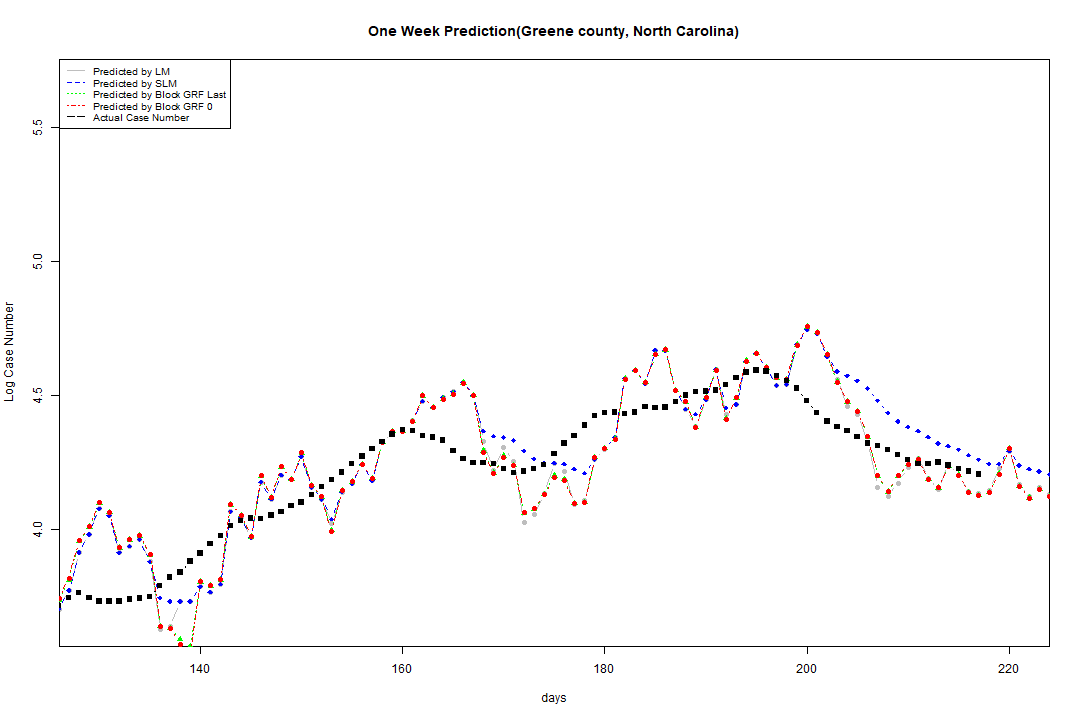 One Week Prediction(Greene county, North Carolina)
Predicted by LM
Predicted by SLM
Predicted by Block GRF Last
Predicted by Block GRF 0
Actual Case Number
5.5
5.0
4.5
4.0
Log Case Number
140 160 180 200 220
days